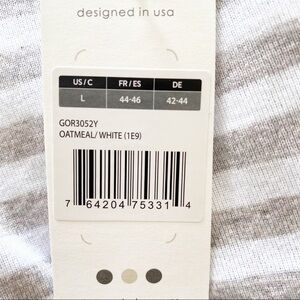 designed in usa
US / C FR / ES DE
L 44-46 42-44
GOR3052Y
OATMEAL/ WHITE (1E9)
7 64204 75331 4